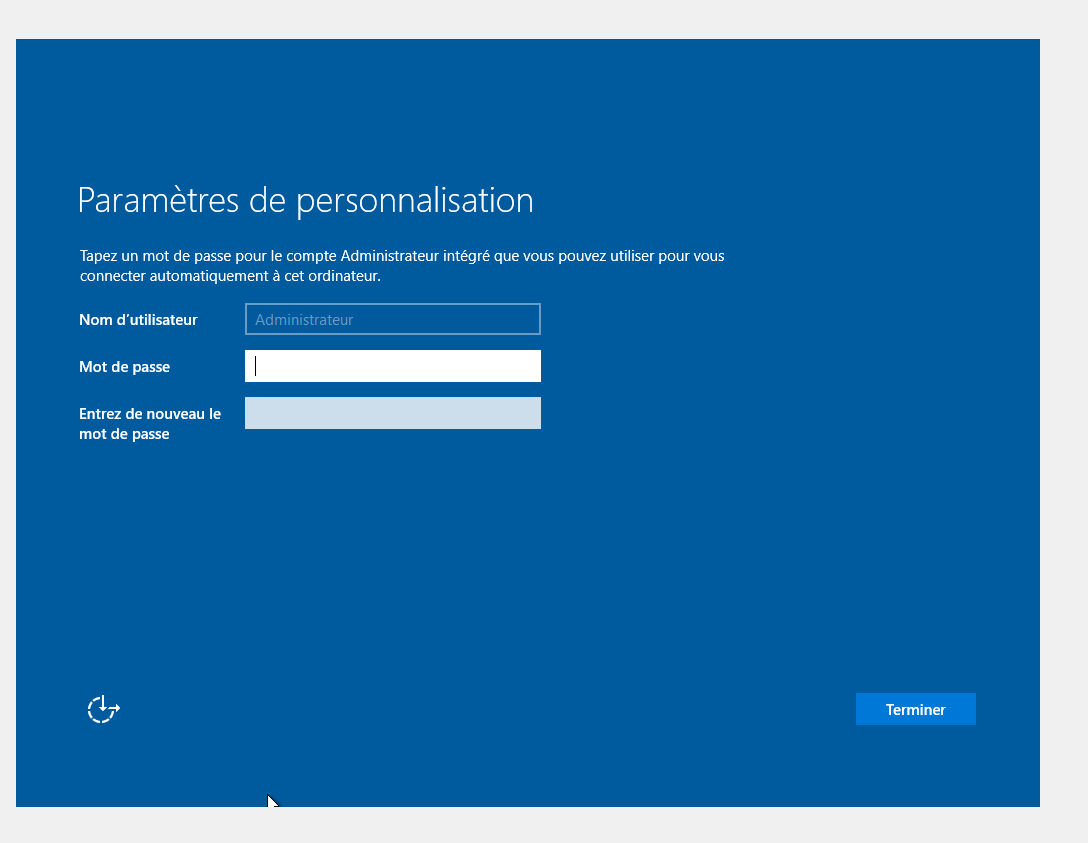 Paramètres de personnalisation
Tapez un mot de passe pour le compte Administrateur intégré que vous pouvez utiliser pour vous
connecter automatiquement à cet ordinateur.
Nom d'utilisateur
Administrateur
Mot de passe
Entrez de nouveau le
mot de passe
Terminer